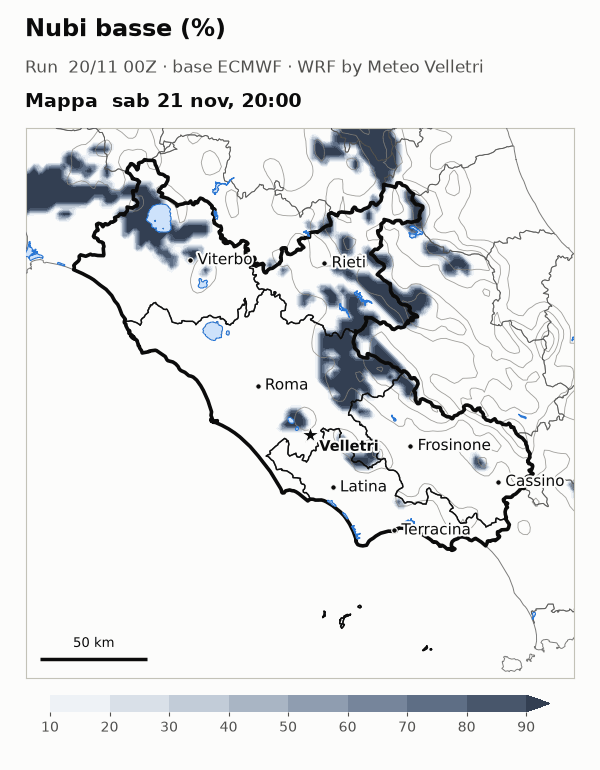 Nubi basse (%)
Run  20/11 00Z · base ECMWF · WRF by Meteo Velletri
Mappa  sab 21 nov, 20:00
Viterbo
Rieti
Roma
Velletri
Frosinone
Cassino
Latina
Terracina
50 km
10 20 30 40 50 60 70 80 90